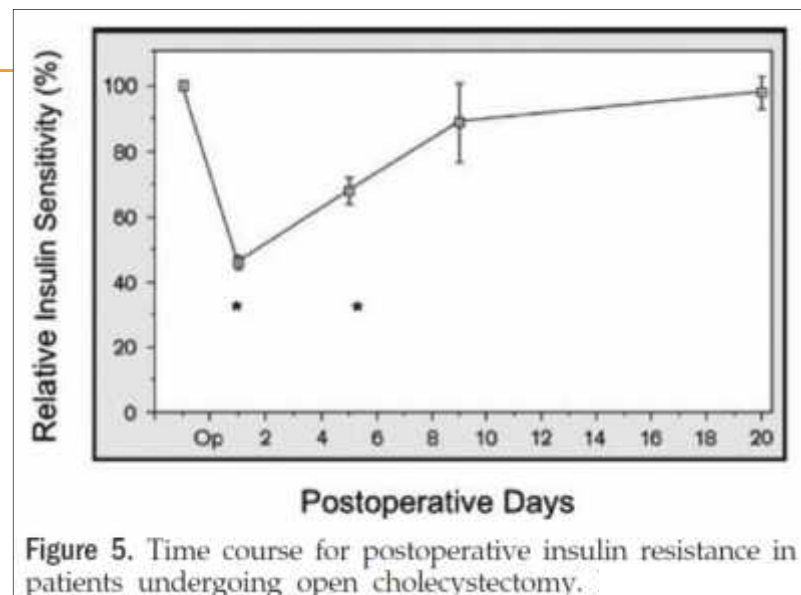 Relative Insulin Sensitivity (%)
100
80
60
40
20
0
* *
Op 2 4 6 8 10 12 14 16 18 20
Postoperative Days
Figure 5. Time course for postoperative insulin resistance in
patients undergoing open cholecystectomy.